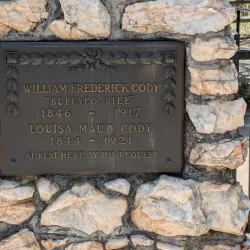 WILLIAM FREDERICK CODY
"BUFFALO BILL"
1846 - 1917
LOUISA MAUD CODY
1844 - 1921
AT REST HERE BY HIS REQUEST